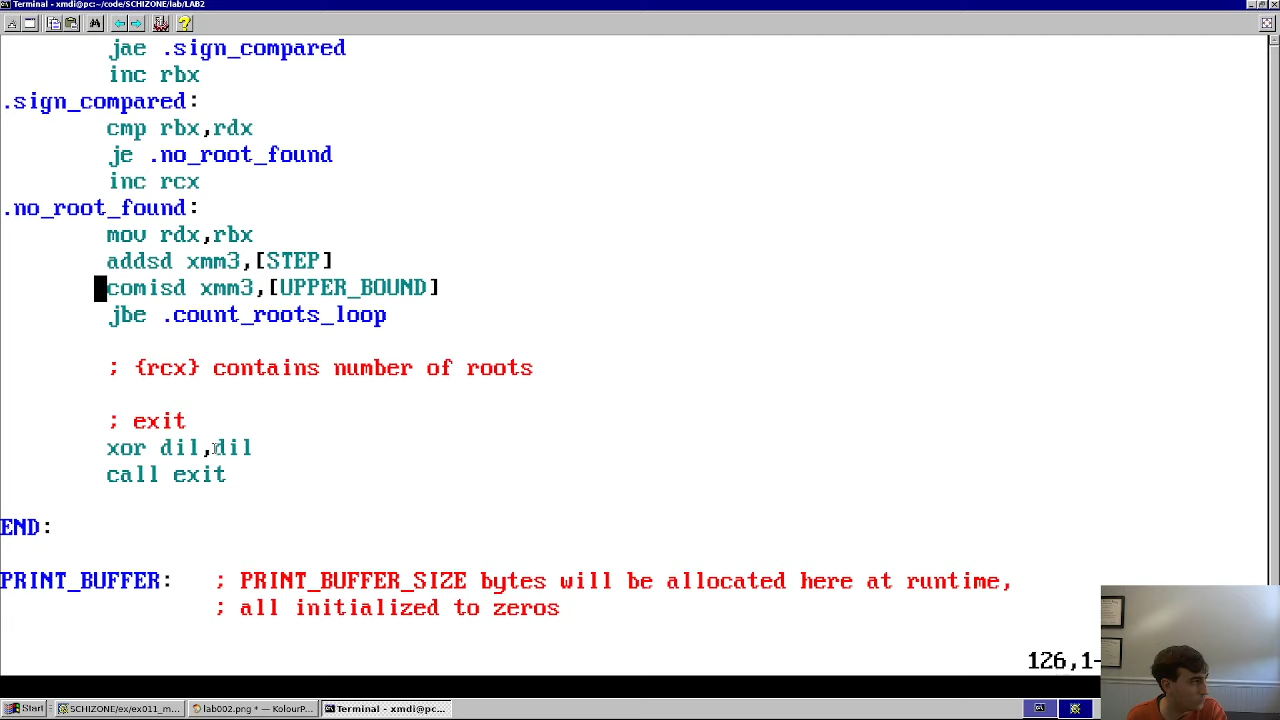 Terminal - xmdi@pc:~/code/SCHIZONE/lab/LAB2
jae .sign_compared
inc rbx
.sign_compared:
cmp rbx,rdx
je .no_root_found
inc rcx
.no_root_found:
mov rdx,rbx
addsd xmm3,[STEP]
comisd xmm3,[UPPER_BOUND]
jbe .count_roots_loop
; {rcx} contains number of roots
; exit
xor dil,dil
call exit
END:
PRINT_BUFFER: ; PRINT_BUFFER_SIZE bytes will be allocated here at runtime,
; all initialized to zeros
126,1-
Start SCHIZONE/ex/ex011_m... lab002.png * — KolourP... Terminal - xmdi@pc:~/...